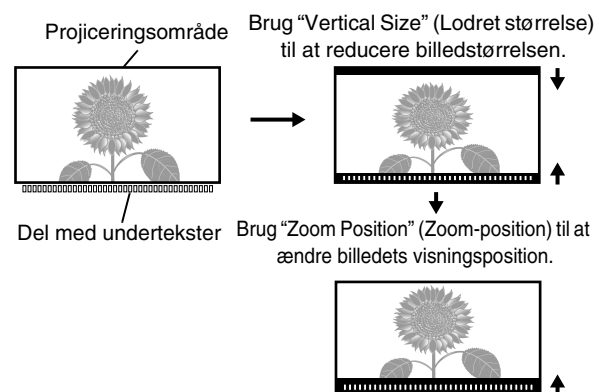 Projiceringsområde
Brug “Vertical Size” (Lodret størrelse)
til at reducere billedstørrelsen.
Del med undertekster
Brug “Zoom Position” (Zoom-position) til at
ændre billedets visningsposition.